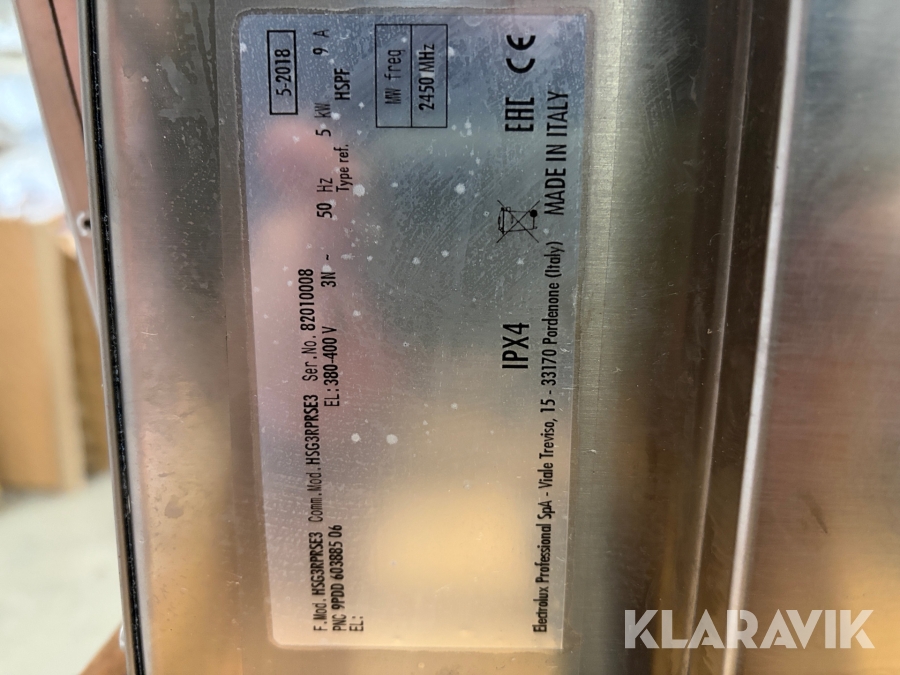 5-2018
F.Mod. HSG3RPRSE3 Comm.Mod. HSG3RPRSE3 Ser.No. 82010008
PNC 9PDD 603885 06 EL:380-400 V 3N ~ 50 Hz 5 kW 9 A
EL: Type ref. HSPF
MW freq
2450 MHz
IPX4 EAC CE
Electrolux Professional SpA - Viale Treviso, 15 - 33170 Pordenone (Italy) MADE IN ITALY
KLARAVIK